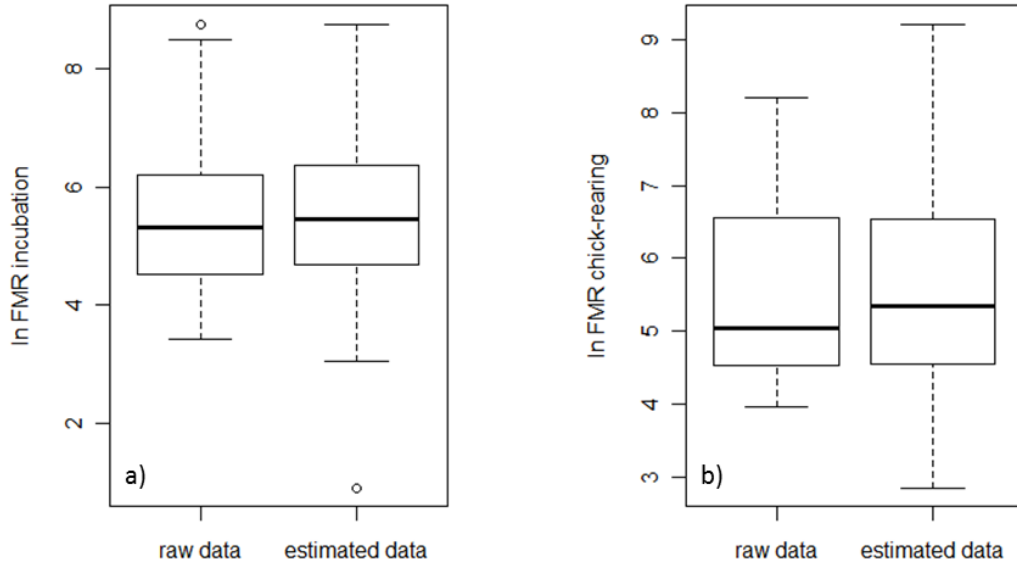 ln FMR incubation
8
6
4
2
a)
raw data
estimated data
ln FMR chick-rearing
9
8
7
6
5
4
3
b)
raw data
estimated data